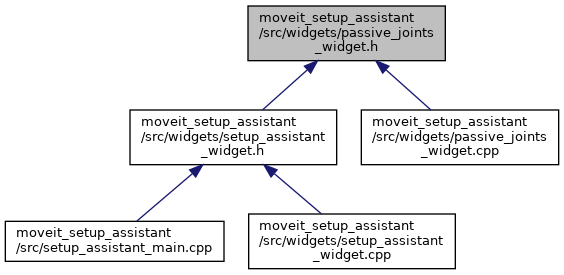 moveit_setup_assistant
/src/widgets/passive_joints
_widget.h
moveit_setup_assistant
/src/widgets/setup_assistant
_widget.h
moveit_setup_assistant
/src/widgets/passive_joints
_widget.cpp
moveit_setup_assistant
/src/setup_assistant_main.cpp
moveit_setup_assistant
/src/widgets/setup_assistant
_widget.cpp